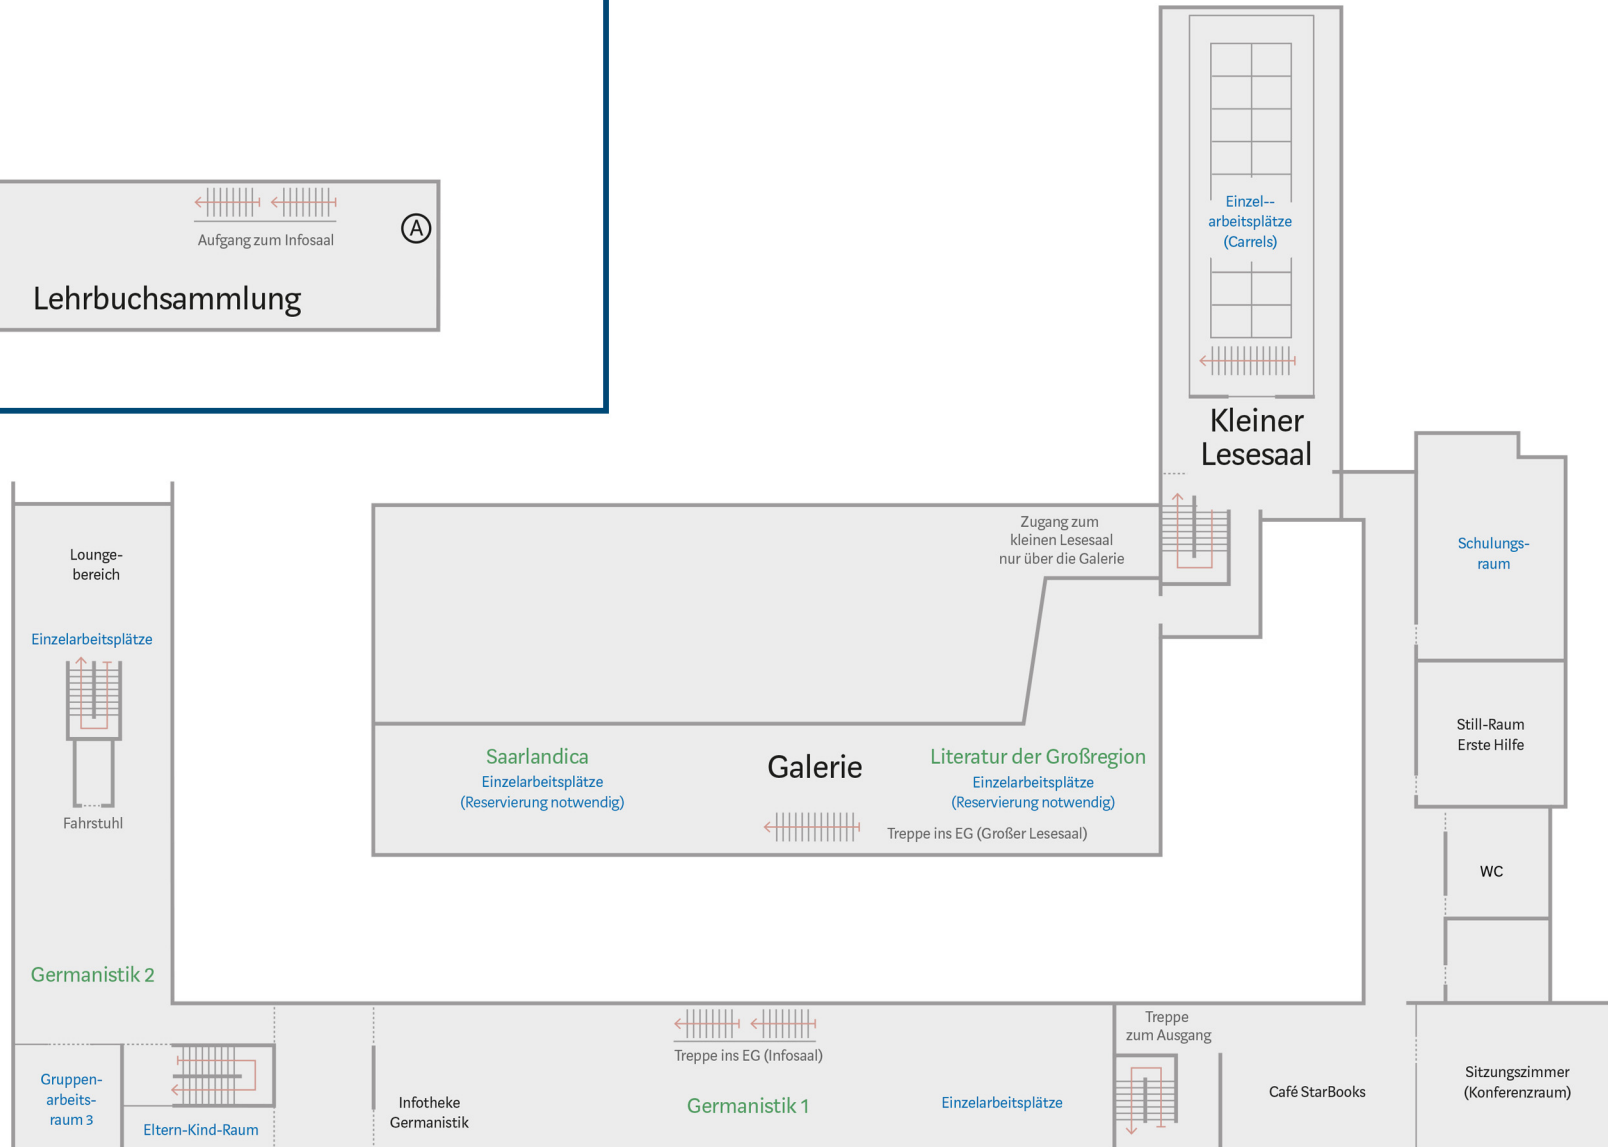 Aufgang zum Infosaal
A
Lehrbuchsammlung
Einzel--
arbeitsplätze
(Carrels)
Kleiner
Lesesaal
Zugang zum
kleinen Lesesaal
nur über die Galerie
Schulungs-
raum
Lounge-
bereich
Einzelarbeitsplätze
Fahrstuhl
Still-Raum
Erste Hilfe
Saarlandica
Einzelarbeitsplätze
(Reservierung notwendig)
Galerie
Literatur der Großregion
Einzelarbeitsplätze
(Reservierung notwendig)
Treppe ins EG (Großer Lesesaal)
WC
Germanistik 2
Treppe
zum Ausgang
Treppe ins EG (Infosaal)
Gruppen-
arbeits-
raum 3
Eltern-Kind-Raum
Infotheke
Germanistik
Germanistik 1
Einzelarbeitsplätze
Café StarBooks
Sitzungszimmer
(Konferenzraum)